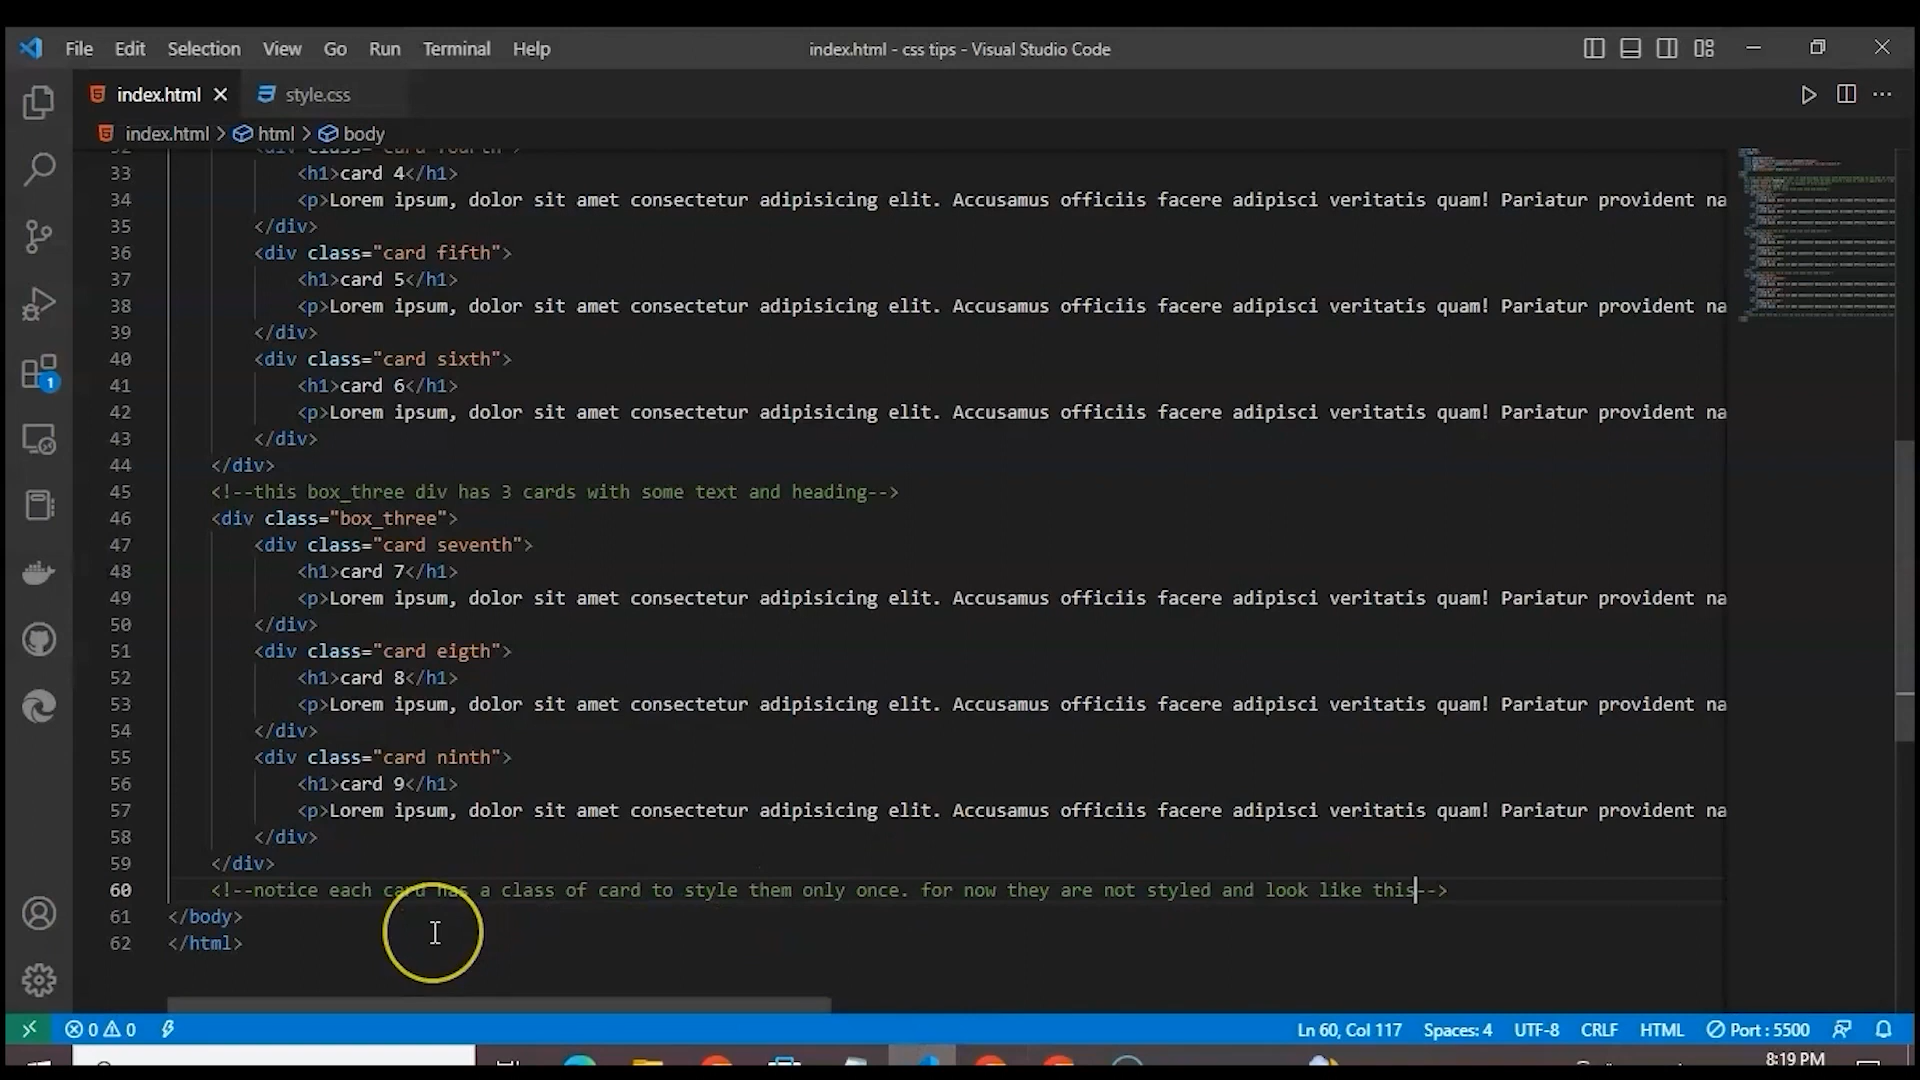 File Edit Selection View Go Run Terminal Help index.html - css tips - Visual Studio Code
index.html style.css
index.html > html > body
33 <h1>card 4</h1>
34 <p>Lorem ipsum, dolor sit amet consectetur adipisicing elit. Accusamus officiis facere adipisci veritatis quam! Pariatur provident na
35 </div>
36 <div class="card fifth">
37 <h1>card 5</h1>
38 <p>Lorem ipsum, dolor sit amet consectetur adipisicing elit. Accusamus officiis facere adipisci veritatis quam! Pariatur provident na
39 </div>
40 <div class="card sixth">
41 <h1>card 6</h1>
42 <p>Lorem ipsum, dolor sit amet consectetur adipisicing elit. Accusamus officiis facere adipisci veritatis quam! Pariatur provident na
43 </div>
44 </div>
45 <!--this box_three div has 3 cards with some text and heading-->
46 <div class="box_three">
47 <div class="card seventh">
48 <h1>card 7</h1>
49 <p>Lorem ipsum, dolor sit amet consectetur adipisicing elit. Accusamus officiis facere adipisci veritatis quam! Pariatur provident na
50 </div>
51 <div class="card eigth">
52 <h1>card 8</h1>
53 <p>Lorem ipsum, dolor sit amet consectetur adipisicing elit. Accusamus officiis facere adipisci veritatis quam! Pariatur provident na
54 </div>
55 <div class="card ninth">
56 <h1>card 9</h1>
57 <p>Lorem ipsum, dolor sit amet consectetur adipisicing elit. Accusamus officiis facere adipisci veritatis quam! Pariatur provident na
58 </div>
59 </div>
60 <!--notice each card has a class of card to style them only once. for now they are not styled and look like this-->
61 </body>
62 </html>
1
0 0 Ln 60, Col 117 Spaces: 4 UTF-8 CRLF HTML Port : 5500
8:19 PM